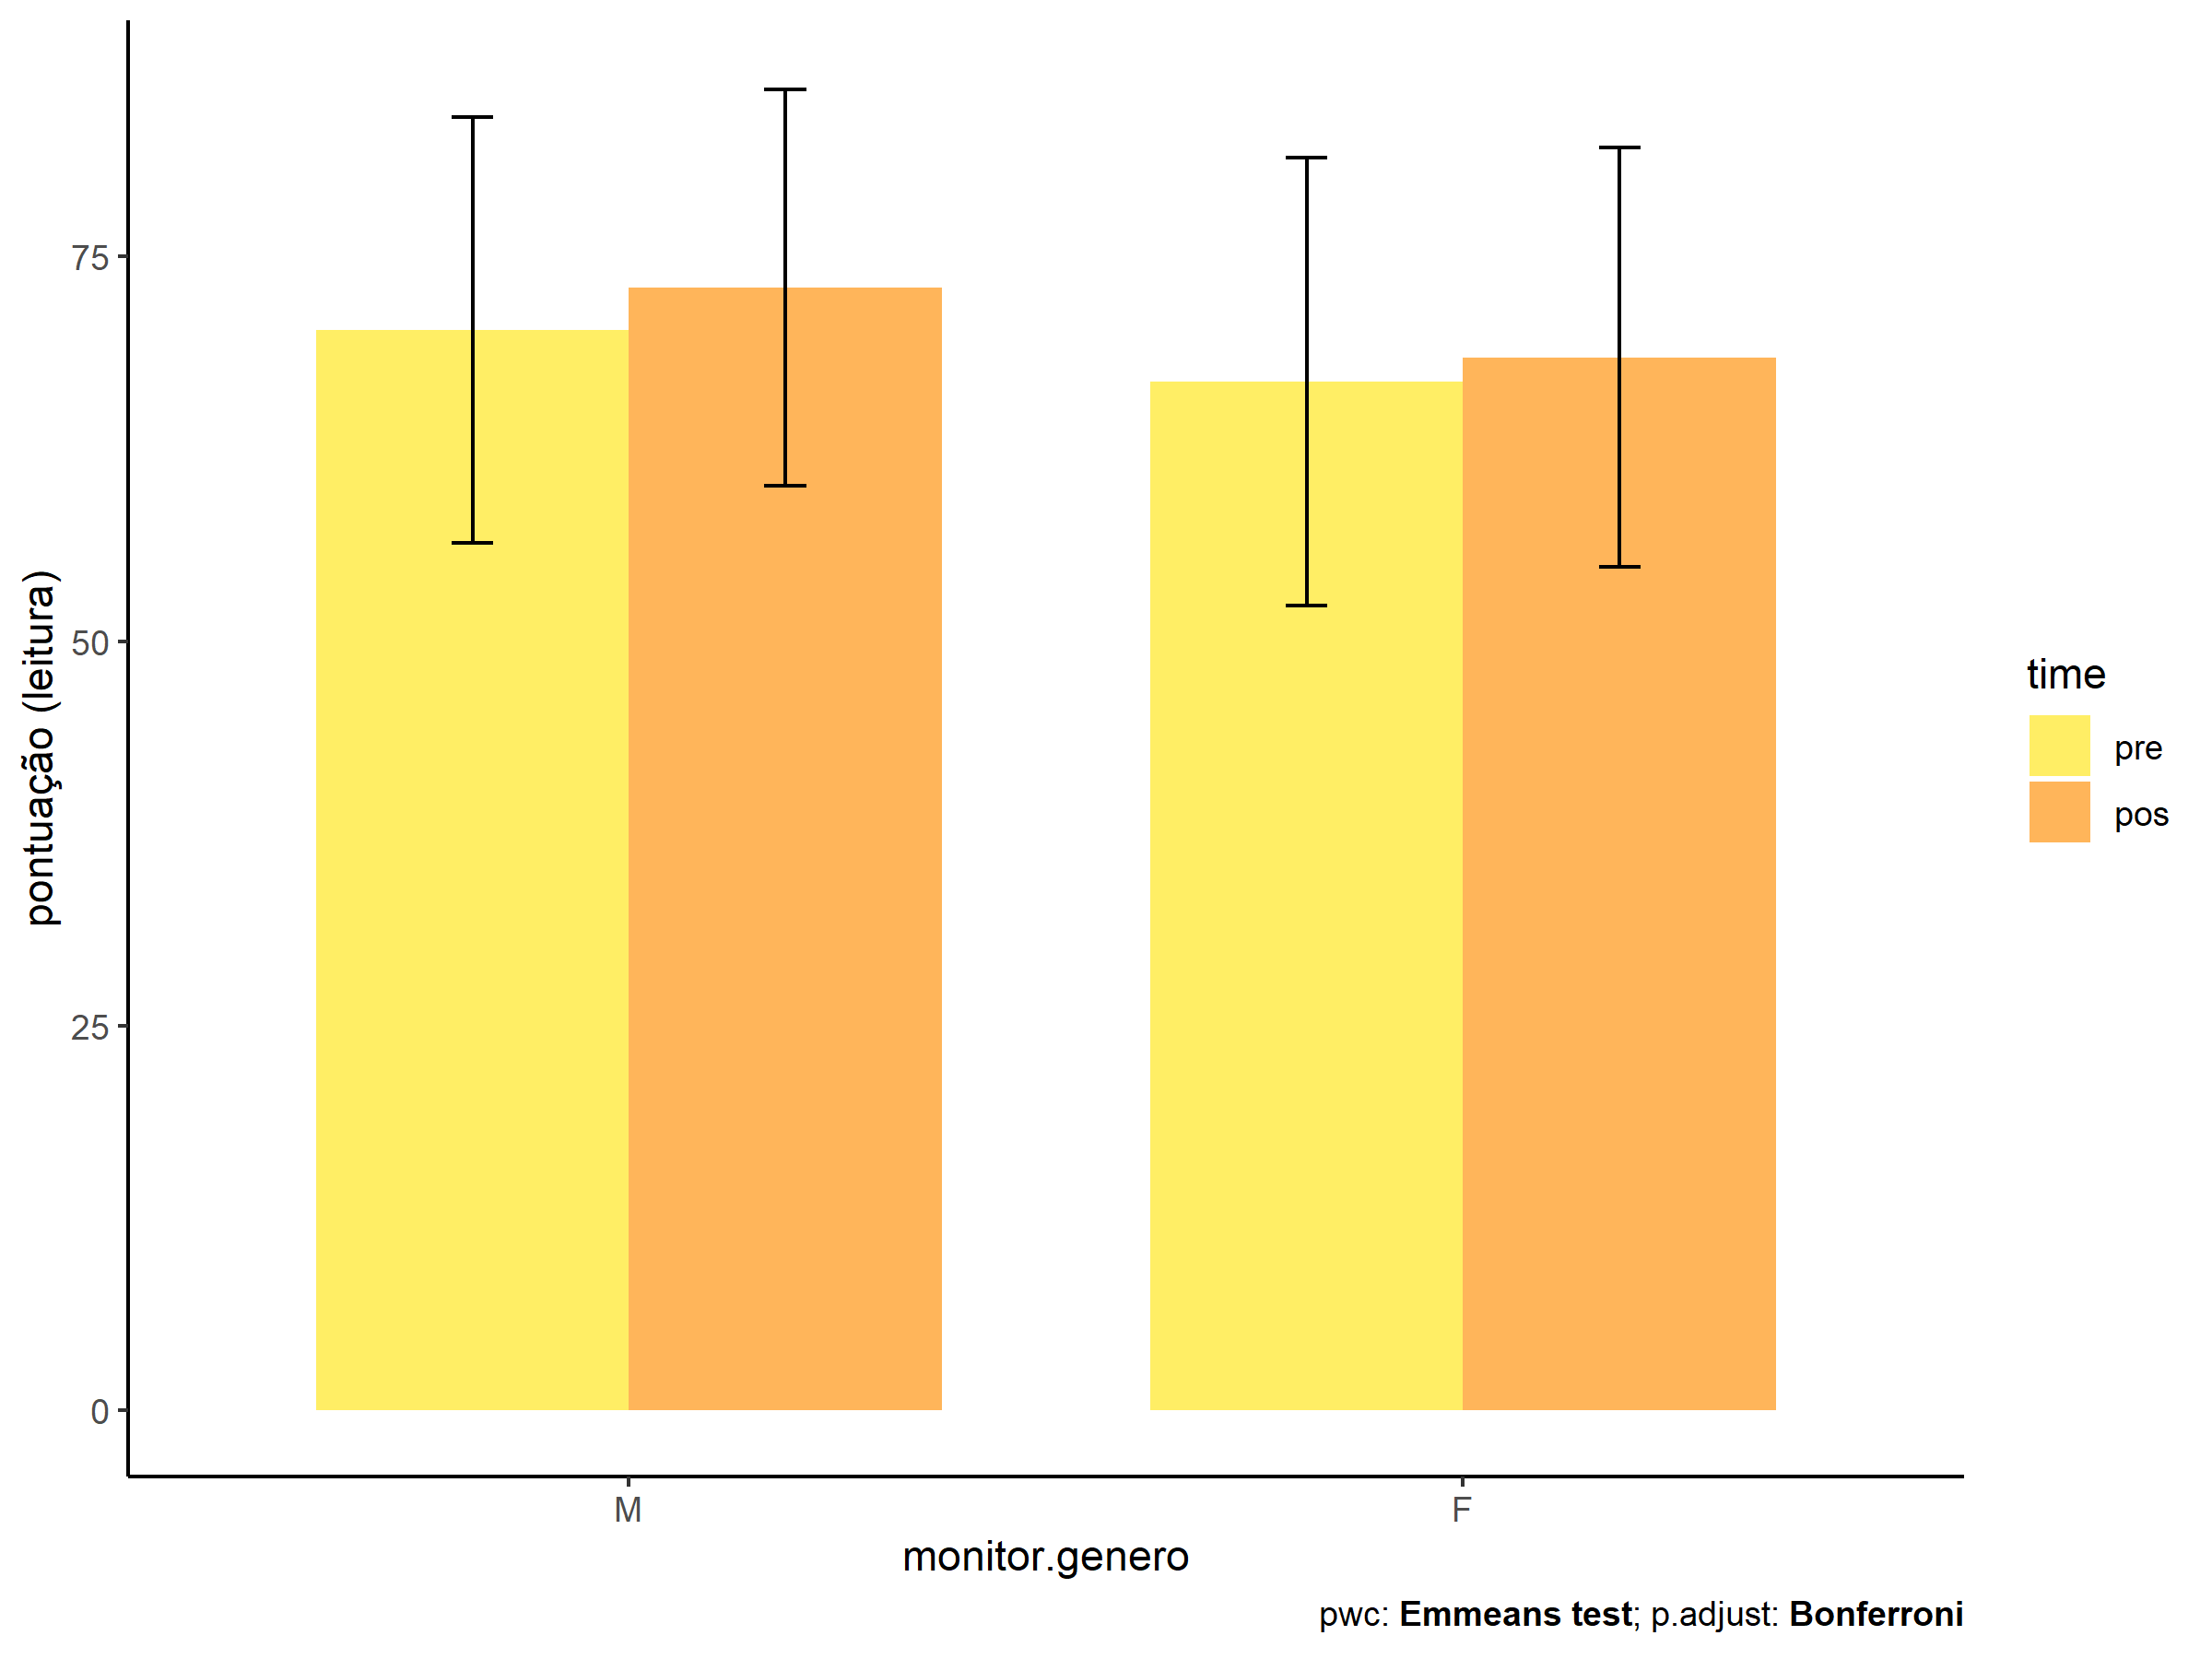 75
50
25
0
pontuação (leitura)
M
F
monitor.genero
pwc: Emmeans test; p.adjust: Bonferroni
time
pre
pos